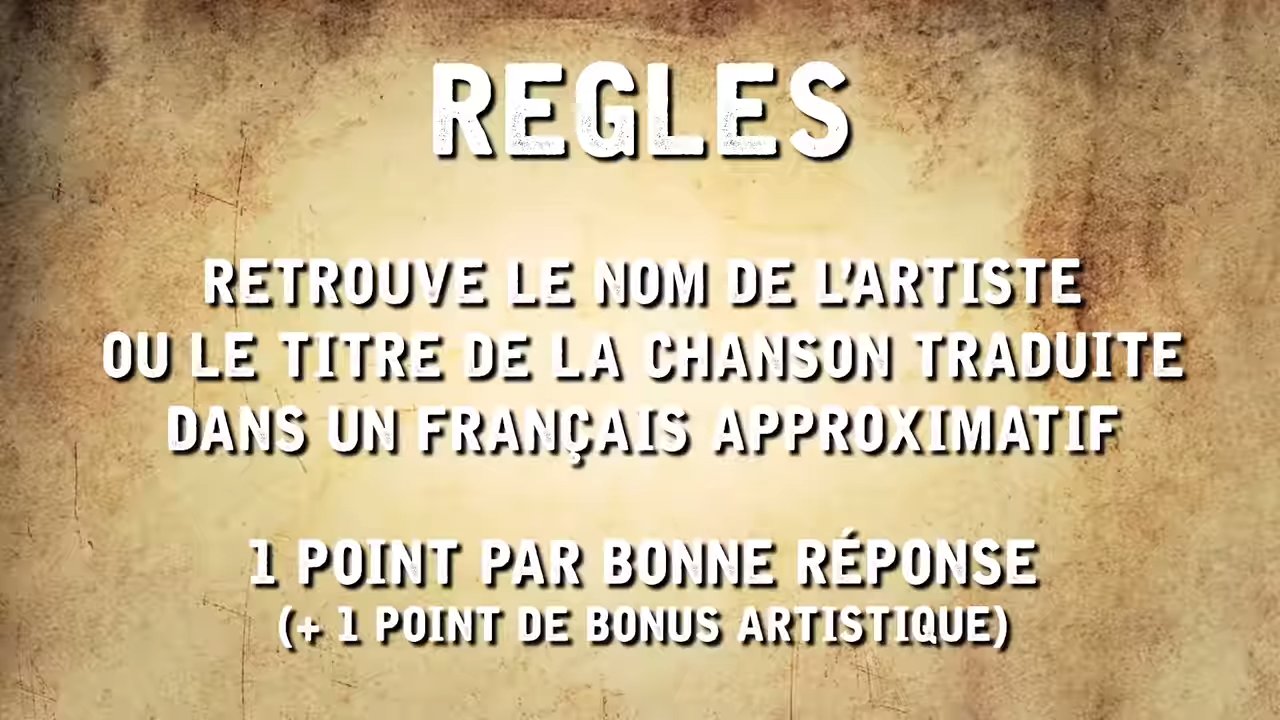 REGLES
RETROUVE LE NOM DE L'ARTISTE
OU LE TITRE DE LA CHANSON TRADUITE
DANS UN FRANÇAIS APPROXIMATIF
1 POINT PAR BONNE RÉPONSE
(+ 1 POINT DE BONUS ARTISTIQUE)